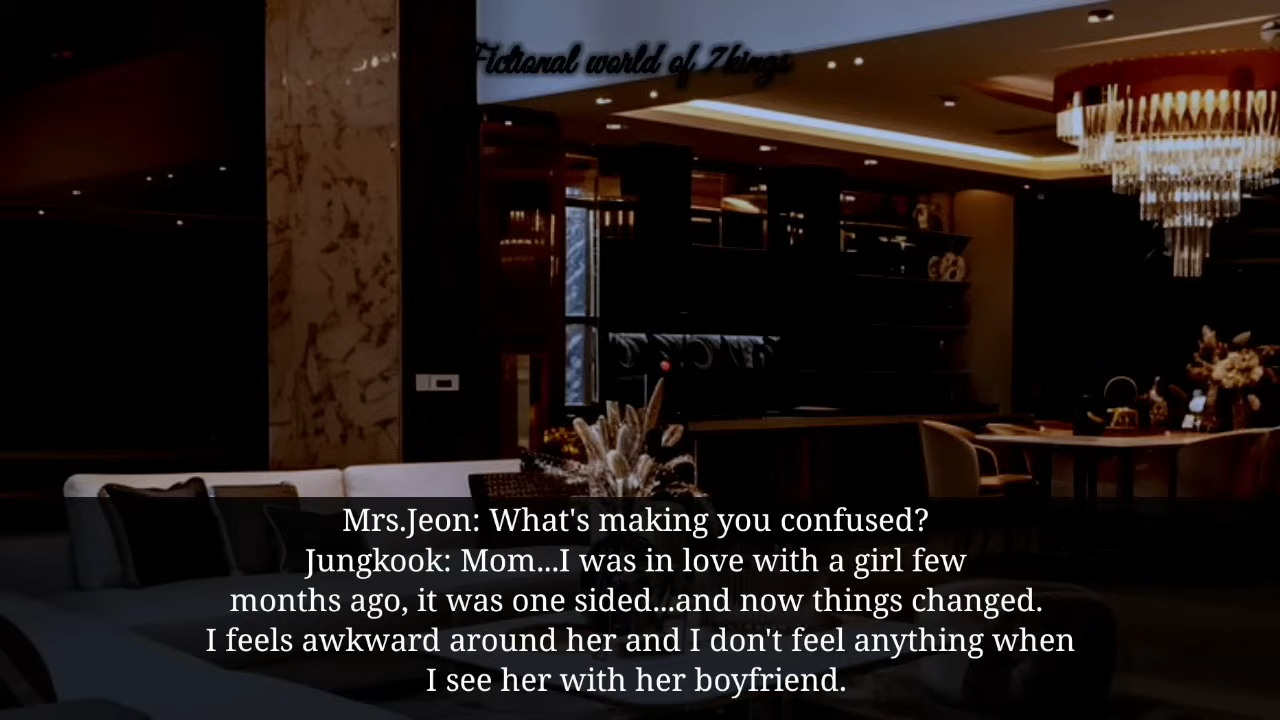 Fictional world of 7kings
Mrs.Jeon: What's making you confused?
Jungkook: Mom...I was in love with a girl few
months ago, it was one sided...and now things changed.
I feels awkward around her and I don't feel anything when
I see her with her boyfriend.